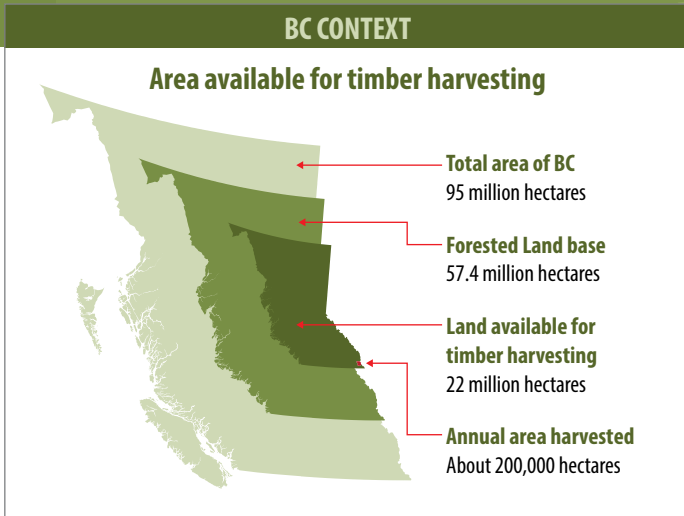 BC CONTEXT
Area available for timber harvesting
Total area of BC
95 million hectares
Forested Land base
57.4 million hectares
Land available for
timber harvesting
22 million hectares
Annual area harvested
About 200,000 hectares